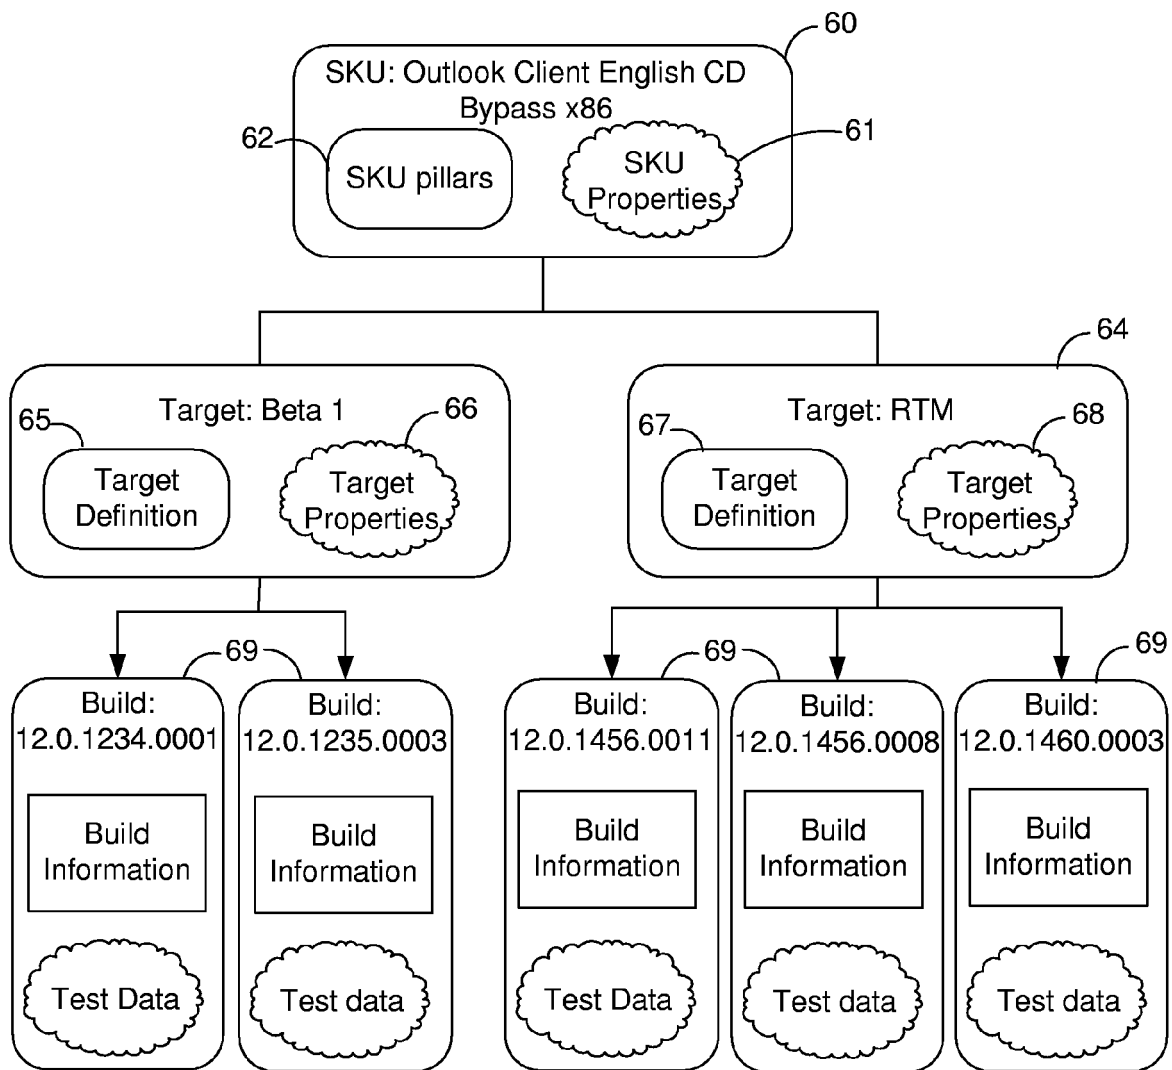 60
SKU: Outlook Client English CD
Bypass x86
62
61
SKU pillars
SKU
Properties
64
Target: Beta 1
65
66
Target
Definition
Target
Properties
Target: RTM
67
68
Target
Definition
Target
Properties
69
69
69
Build:
12.0.1234.0001
Build
Information
Test Data
Build:
12.0.1235.0003
Build
Information
Test data
Build:
12.0.1456.0011
Build
Information
Test Data
Build:
12.0.1456.0008
Build
Information
Test data
Build:
12.0.1460.0003
Build
Information
Test data